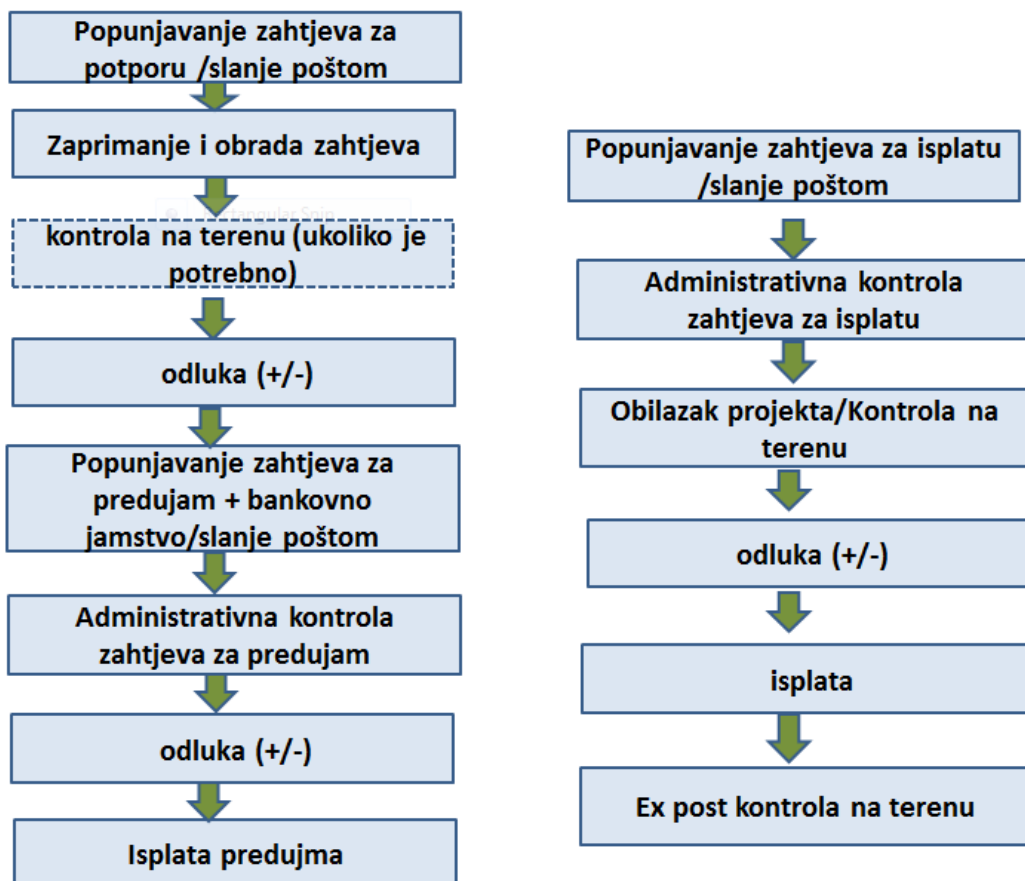 Popunjavanje zahtjeva za
potporu /slanje poštom
Zaprimanje i obrada zahtjeva
Rectangular Snip
kontrola na terenu (ukoliko je
potrebno)
odluka (+/-)
Popunjavanje zahtjeva za
predujam + bankovno
jamstvo/slanje poštom
Administrativna kontrola
zahtjeva za predujam
odluka (+/-)
Isplata predujma
Popunjavanje zahtjeva za isplatu
/slanje poštom
Administrativna kontrola
zahtjeva za isplatu
Obilazak projekta/Kontrola na
terenu
odluka (+/-)
isplata
Ex post kontrola na terenu